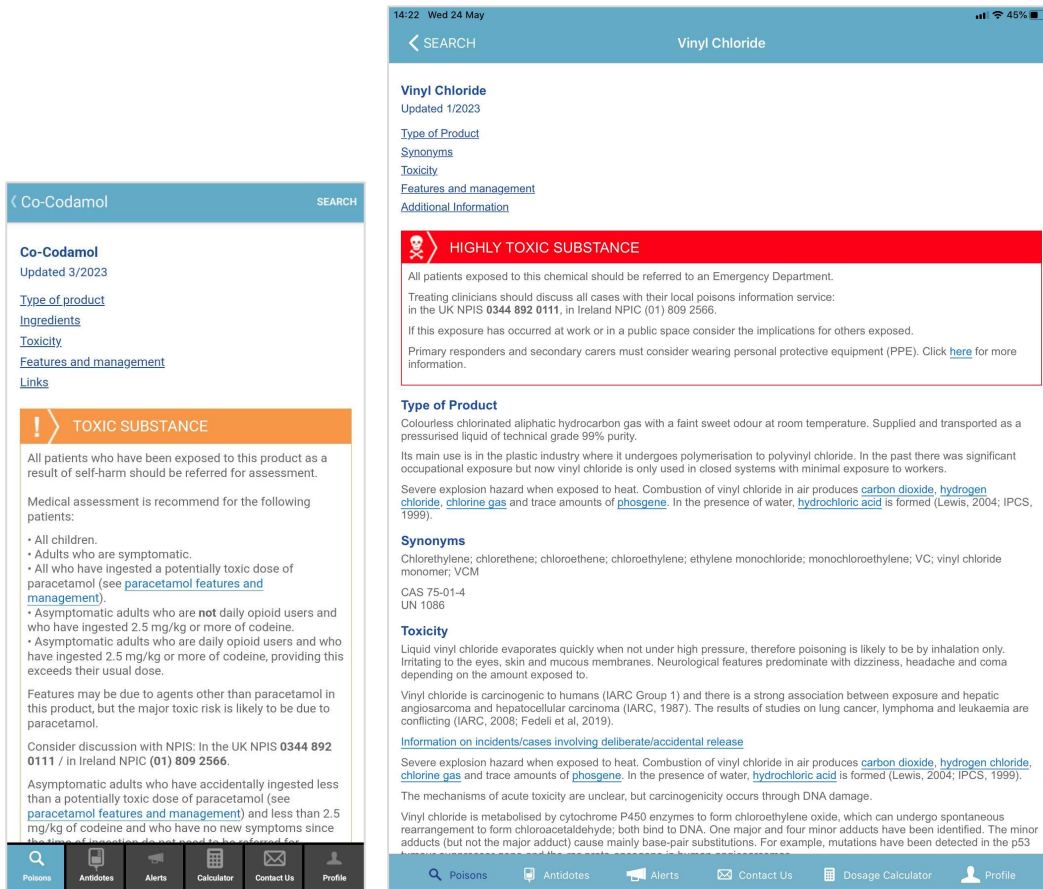 Co-Codamol
SEARCH
Co-Codamol
Updated 3/2023
Type of product
Ingredients
Toxicity
Features and management
Links
! TOXIC SUBSTANCE
All patients who have been exposed to this product as a
result of self-harm should be referred for assessment.
Medical assessment is recommend for the following
patients:
• All children.
• Adults who are symptomatic.
• All who have ingested a potentially toxic dose of
paracetamol (see paracetamol features and
management).
• Asymptomatic adults who are not daily opioid users and
who have ingested 2.5 mg/kg or more of codeine.
• Asymptomatic adults who are daily opioid users and who
have ingested 2.5 mg/kg or more of codeine, providing this
exceeds their usual dose.
Features may be due to agents other than paracetamol in
this product, but the major toxic risk is likely to be due to
paracetamol.
Consider discussion with NPIS: In the UK NPIS 0344 892
0111 / in Ireland NPIC (01) 809 2566.
Asymptomatic adults who have accidentally ingested less
than a potentially toxic dose of paracetamol (see
paracetamol features and management) and less than 2.5
mg/kg of codeine and who have no new symptoms since
the time of ingestion do not need to be referred for
Poisons Antidotes Alerts Calculator Contact Us Profile
14:22 Wed 24 May 45%
SEARCH Vinyl Chloride
Vinyl Chloride
Updated 1/2023
Type of Product
Synonyms
Toxicity
Features and management
Additional Information
HIGHLY TOXIC SUBSTANCE
All patients exposed to this chemical should be referred to an Emergency Department.
Treating clinicians should discuss all cases with their local poisons information service:
in the UK NPIS 0344 892 0111, in Ireland NPIC (01) 809 2566.
If this exposure has occurred at work or in a public space consider the implications for others exposed.
Primary responders and secondary carers must consider wearing personal protective equipment (PPE). Click here for more
information.
Type of Product
Colourless chlorinated aliphatic hydrocarbon gas with a faint sweet odour at room temperature. Supplied and transported as a
pressurised liquid of technical grade 99% purity.
Its main use is in the plastic industry where it undergoes polymerisation to polyvinyl chloride. In the past there was significant
occupational exposure but now vinyl chloride is only used in closed systems with minimal exposure to workers.
Severe explosion hazard when exposed to heat. Combustion of vinyl chloride in air produces carbon dioxide, hydrogen
chloride, chlorine gas and trace amounts of phosgene. In the presence of water, hydrochloric acid is formed (Lewis, 2004; IPCS,
1999).
Synonyms
Chlorethylene; chlorethene; chloroethene; chloroethylene; ethylene monochloride; monochloroethylene; VC; vinyl chloride
monomer; VCM
CAS 75-01-4
UN 1086
Toxicity
Liquid vinyl chloride evaporates quickly when not under high pressure, therefore poisoning is likely to be by inhalation only.
Irritating to the eyes, skin and mucous membranes. Neurological features predominate with dizziness, headache and coma
depending on the amount exposed to.
Vinyl chloride is carcinogenic to humans (IARC Group 1) and there is a strong association between exposure and hepatic
angiosarcoma and hepatocellular carcinoma (IARC, 1987). The results of studies on lung cancer, lymphoma and leukaemia are
conflicting (IARC, 2008; Fedeli et al, 2019).
Information on incidents/cases involving deliberate/accidental release
Severe explosion hazard when exposed to heat. Combustion of vinyl chloride in air produces carbon dioxide, hydrogen chloride,
chlorine gas and trace amounts of phosgene. In the presence of water, hydrochloric acid is formed (Lewis, 2004; IPCS, 1999).
The mechanisms of acute toxicity are unclear, but carcinogenicity occurs through DNA damage.
Vinyl chloride is metabolised by cytochrome P450 enzymes to form chloroethylene oxide, which can undergo spontaneous
rearrangement to form chloroacetaldehyde; both bind to DNA. One major and four minor adducts have been identified. The minor
adducts (but not the major adduct) cause mainly base-pair substitutions. For example, mutations have been detected in the p53
Poisons Antidotes Alerts Contact Us Dosage Calculator Profile